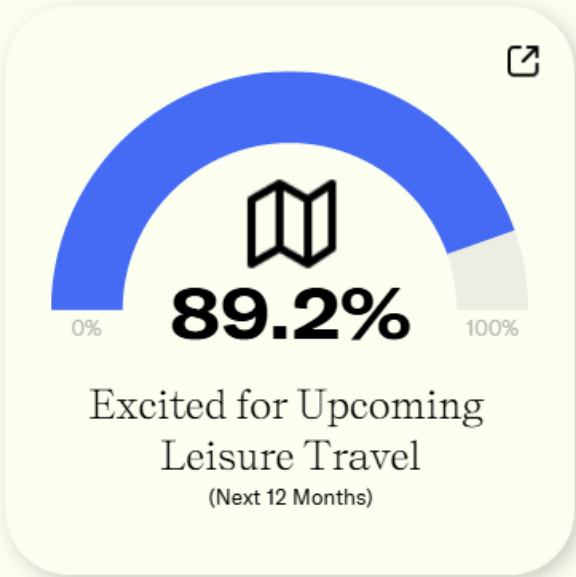 89.2%
0%
100%
Excited for Upcoming
Leisure Travel
(Next 12 Months)